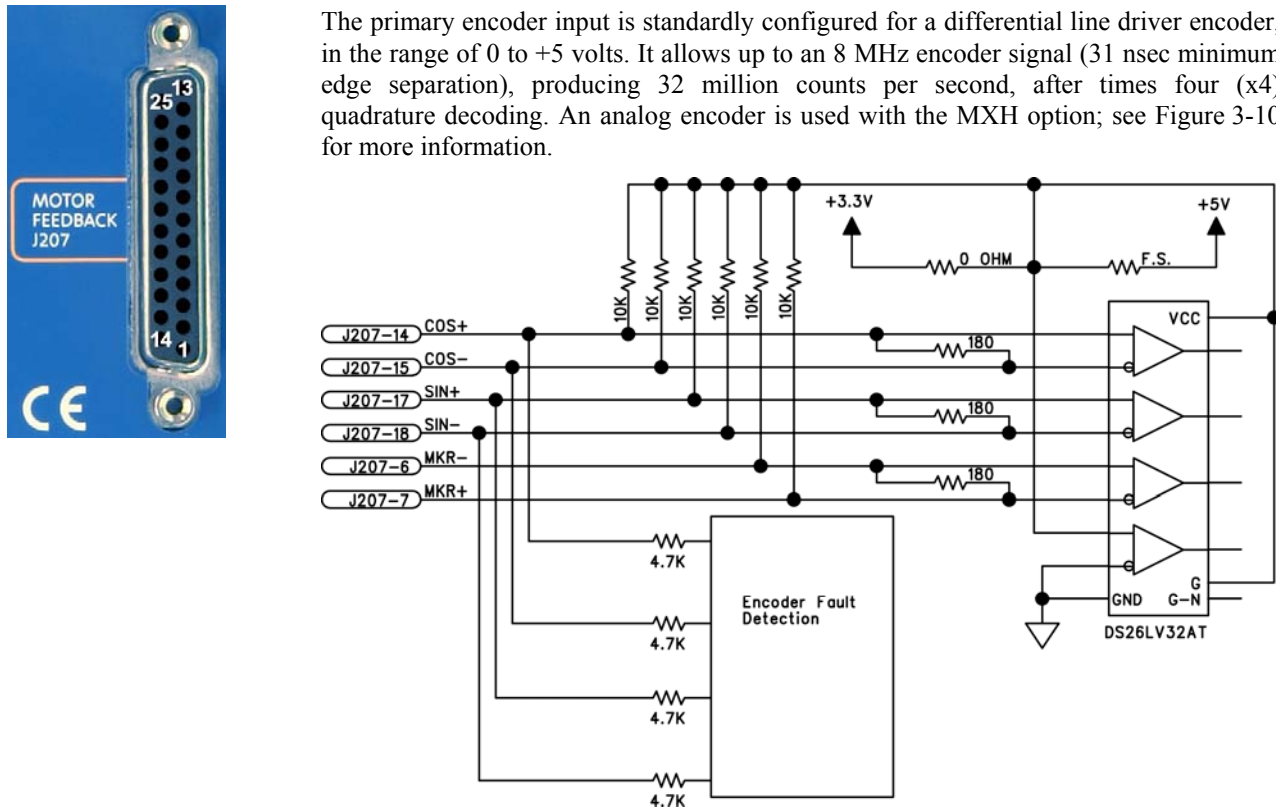 The primary encoder input is standardly configured for a differential line driver encoder,
in the range of 0 to +5 volts. It allows up to an 8 MHz encoder signal (31 nsec minimum
edge separation), producing 32 million counts per second, after times four (x4)
quadrature decoding. An analog encoder is used with the MXH option; see Figure 3-10
for more information.
13
25
MOTOR
FEEDBACK
J207
14
1
CE
+3.3V
+5V
0 OHM
F.S.
10K
10K
10K
10K
10K
10K
J207-14 COS+
J207-15 COS-
J207-17 SIN+
J207-18 SIN-
J207-6 MKR-
J207-7 MKR+
180
180
180
VCC
G
GND G-N
DS26LV32AT
4.7K
4.7K
4.7K
4.7K
Encoder Fault
Detection